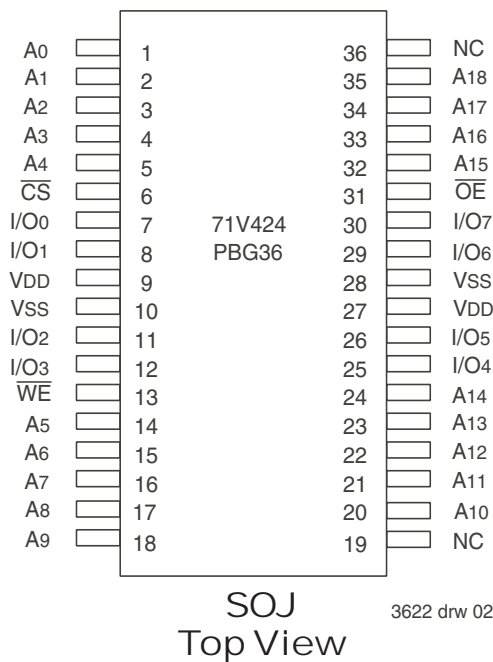 A0 1 36 NC
A1 2 35 A18
A2 3 34 A17
A3 4 33 A16
A4 5 32 A15
CS 6 31 OE
I/O0 7 71V424 30 I/O7
I/O1 8 PBG36 29 I/O6
VDD 9 28 VSS
VSS 10 27 VDD
I/O2 11 26 I/O5
I/O3 12 25 I/O4
WE 13 24 A14
A5 14 23 A13
A6 15 22 A12
A7 16 21 A11
A8 17 20 A10
A9 18 19 NC
SOJ 3622 drw 02
Top View